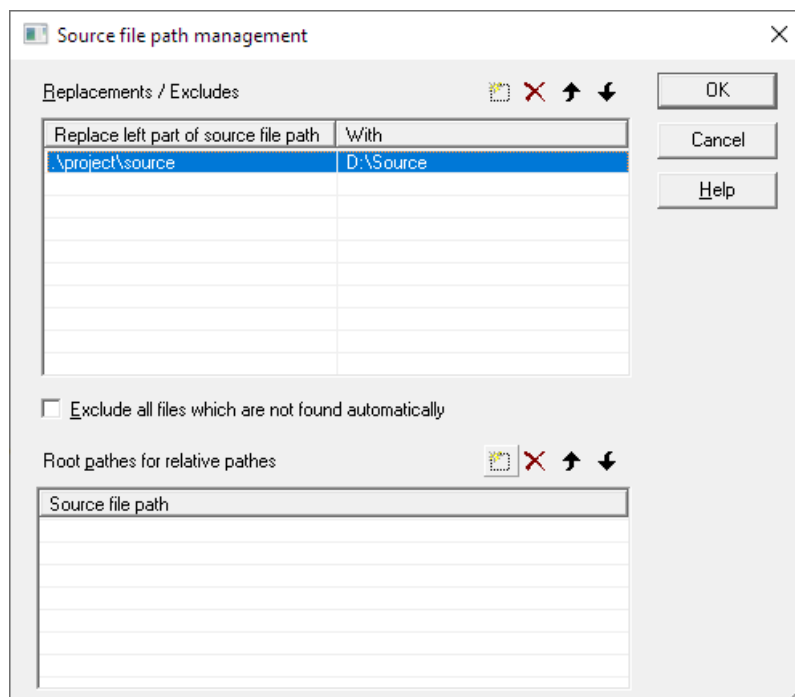 Source file path management
Replacements / Excludes
OK
Replace left part of source file path With
Cancel
.\project\source D:\Source
Help
Exclude all files which are not found automatically
Root pathes for relative pathes
Source file path